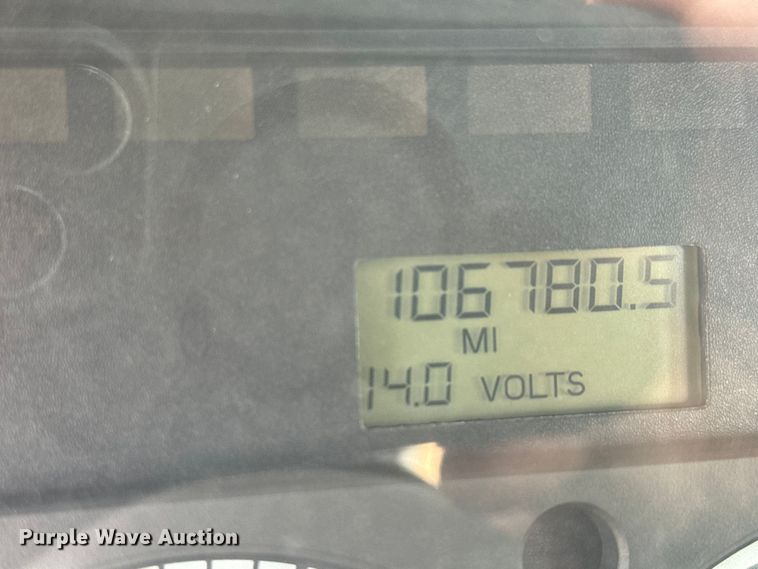 106780.5
MI
14.0 VOLTS
Purple Wave Auction